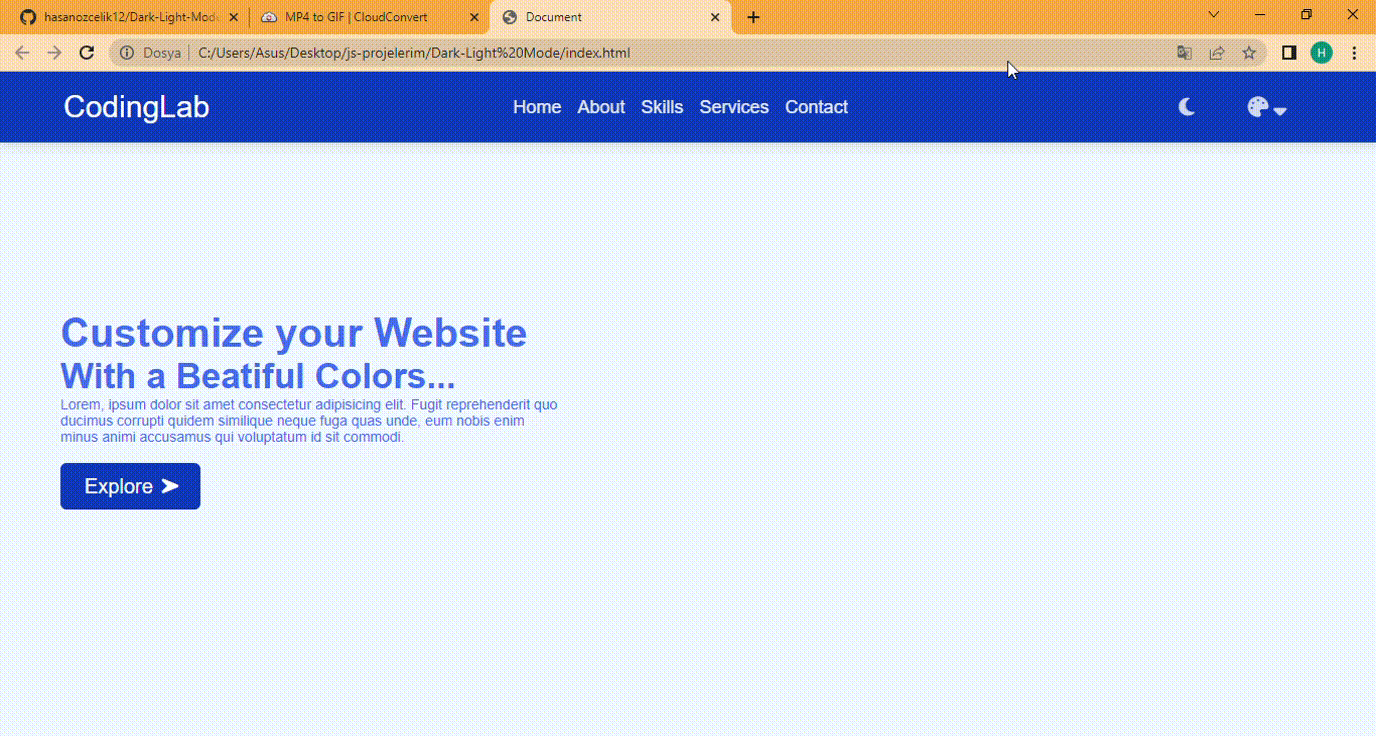 hasanozcelik12/Dark-Light-Mode
MP4 to GIF | CloudConvert
Document
Dosya
C:/Users/Asus/Desktop/js-projelerim/Dark-Light%20Mode/index.html
H
CodingLab
Home About Skills Services Contact
Customize your Website
With a Beatiful Colors...
Lorem, ipsum dolor sit amet consectetur adipisicing elit. Fugit reprehenderit quo
ducimus corrupti quidem similique neque fuga quas unde, eum nobis enim
minus animi accusamus qui voluptatum id sit commodi.
Explore